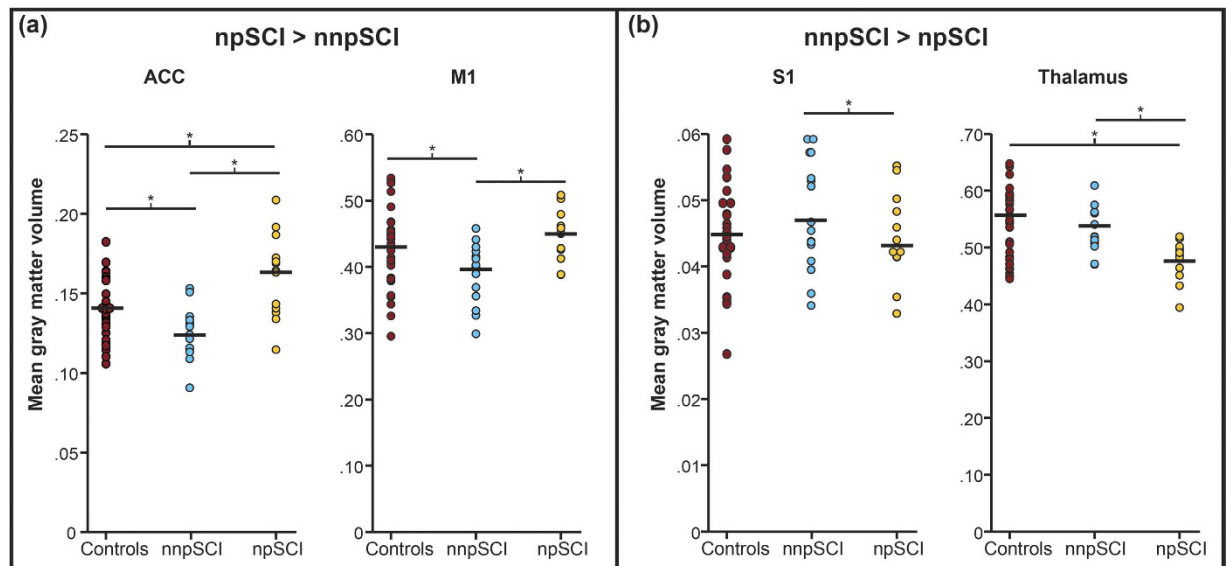 (a)
npSCI > nnpSCI
ACC
M1
Mean gray matter volume
.25
.20
.15
.10
.05
0
*
*
*
Controls nnpSCI npSCI
.60
.50
.40
.30
.20
.10
0
*
*
Controls nnpSCI npSCI
(b)
nnpSCI > npSCI
S1
Thalamus
Mean gray matter volume
.06
.05
.04
.03
.02
.01
0
*
Controls nnpSCI npSCI
.70
.60
.50
.40
.30
.20
.10
0
*
*
Controls nnpSCI npSCI